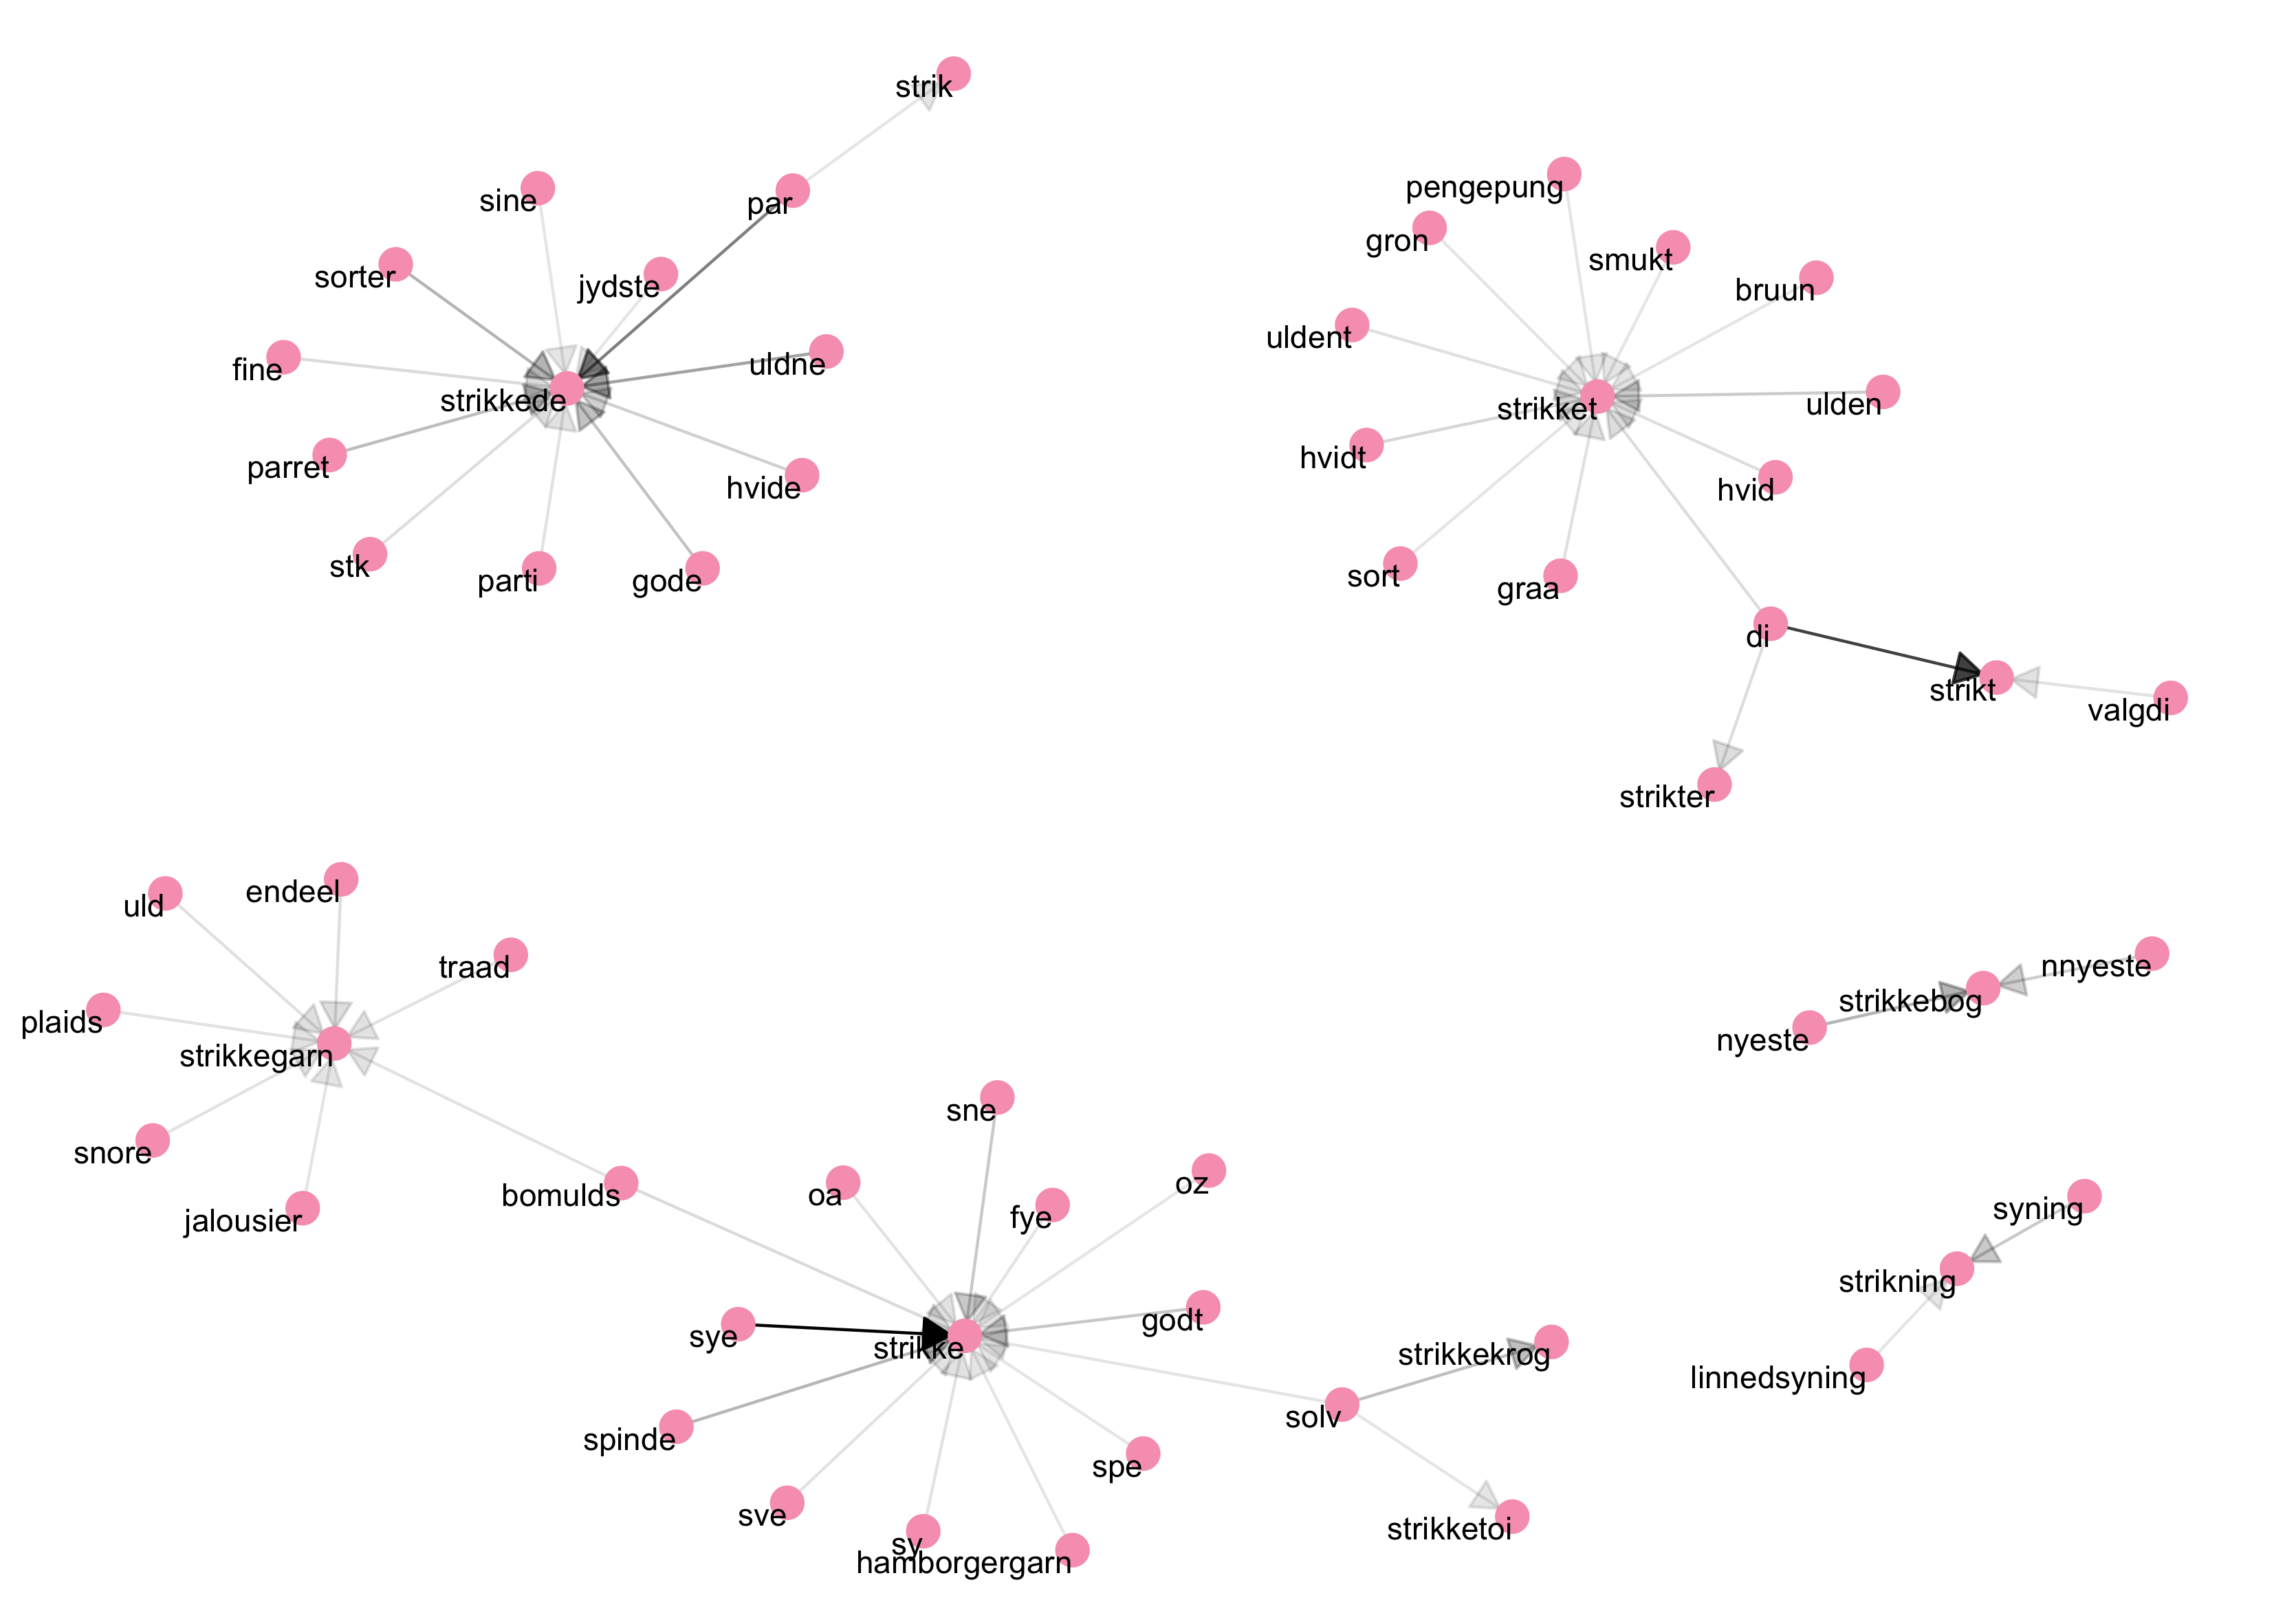 strik
sine
par
sorter
jydste
fine
uldne
strikkede
parret
hvide
stk
parti
gode
pengepung
gron
smukt
bruun
uldent
ulden
strikket
hvidt
hvid
sort
graa
di
strikt
valgdi
strikter
uld
endeel
traad
plaids
strikkegarn
snore
jalousier
bomulds
nnyeste
strikkebog
nyeste
sne
oa
fye
oz
sye
strikke
godt
spinde
sve
sy
hamborgergarn
spe
solv
strikkekrog
strikketoi
syning
strikning
linnedsyning